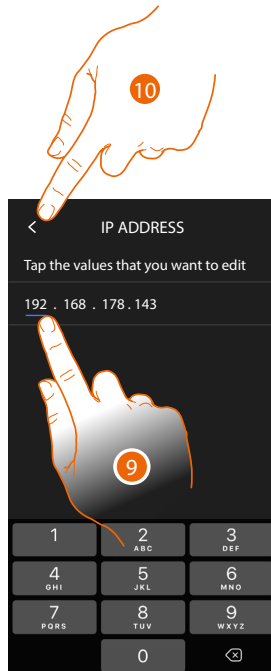 10
< IP ADDRESS
Tap the values that you want to edit
192 . 168 . 178 . 143
9
1 2 3
ABC DEF
4 5 6
GHI JKL MNO
7 8 9
PQRS TUV WXYZ
0